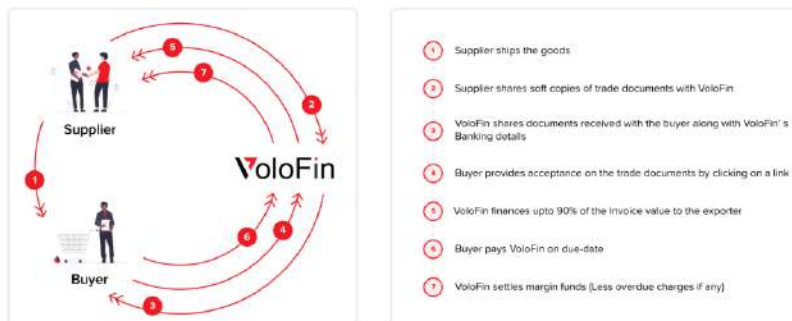 5
7
2
Supplier
VoloFin
1
6
4
Buyer
3
1 Supplier ships the goods
2 Supplier shares soft copies of trade documents with VoloFin
3 VoloFin shares documents received with the buyer along with VoloFin's
Banking details
4 Buyer provides acceptance on the trade documents by clicking on a link
5 VoloFin finances upto 90% of the Invoice value to the exporter
6 Buyer pays VoloFin on due-date
7 VoloFin settles margin funds (Less overdue charges if any)